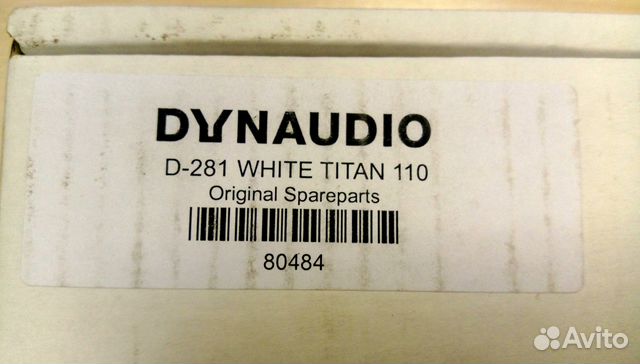 DYNAUDIO
D-281 WHITE TITAN 110
Original Spareparts
80484
Avito